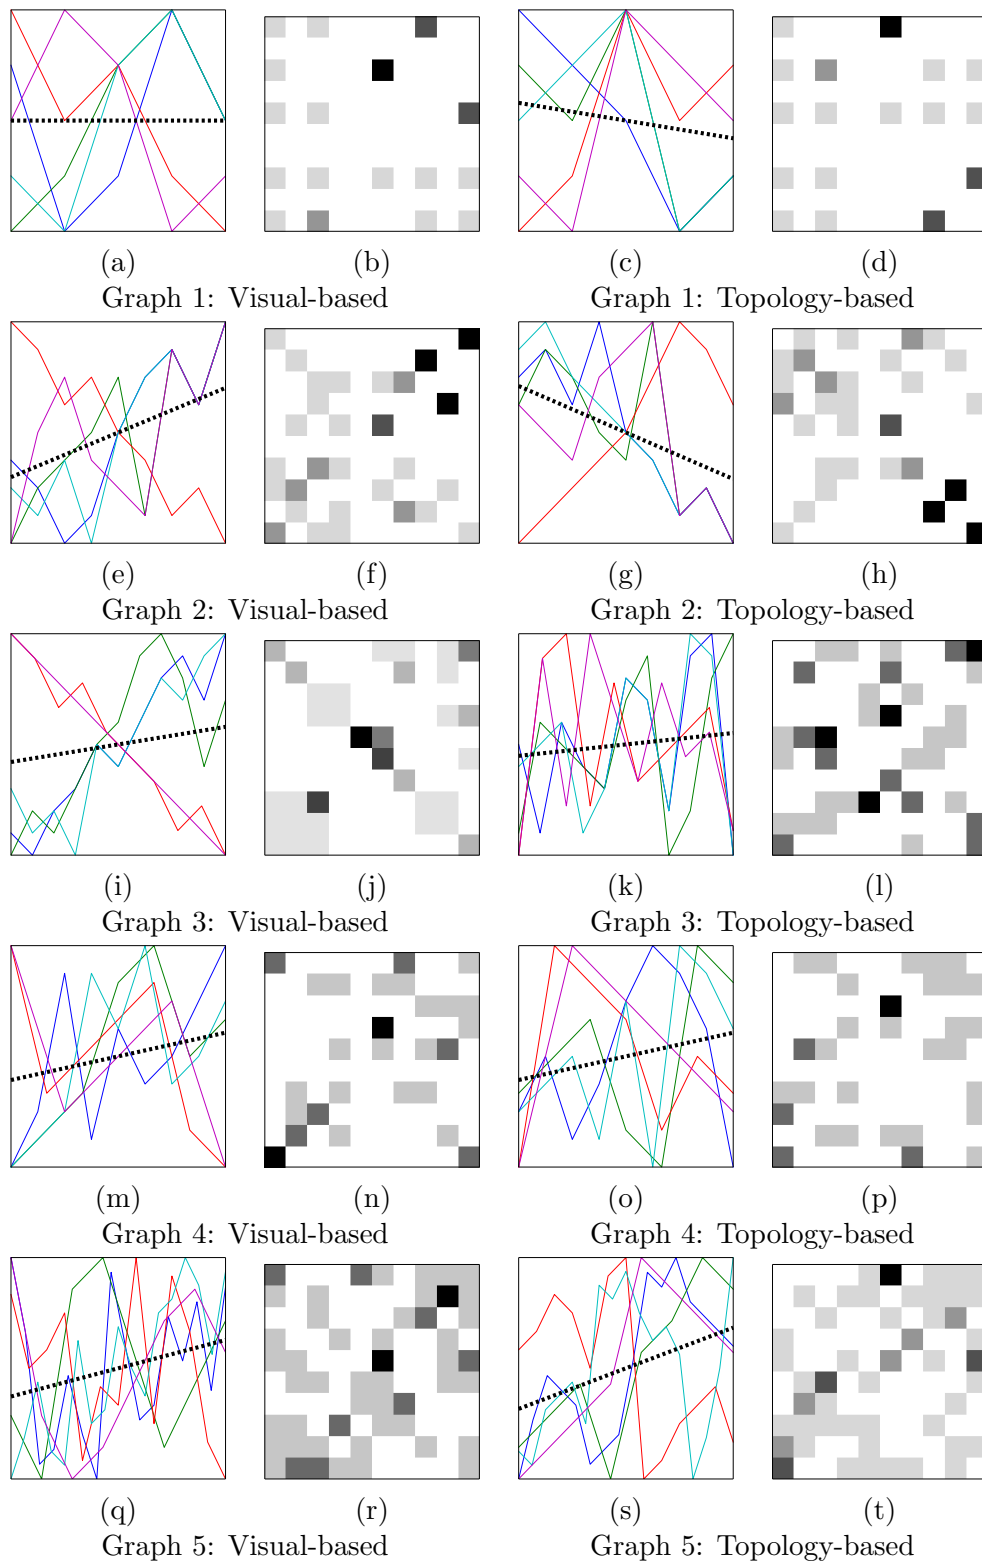 (a) (b) (c) (d)
Graph 1: Visual-based Graph 1: Topology-based
(e) (f) (g) (h)
Graph 2: Visual-based Graph 2: Topology-based
(i) (j) (k) (l)
Graph 3: Visual-based Graph 3: Topology-based
(m) (n) (o) (p)
Graph 4: Visual-based Graph 4: Topology-based
(q) (r) (s) (t)
Graph 5: Visual-based Graph 5: Topology-based